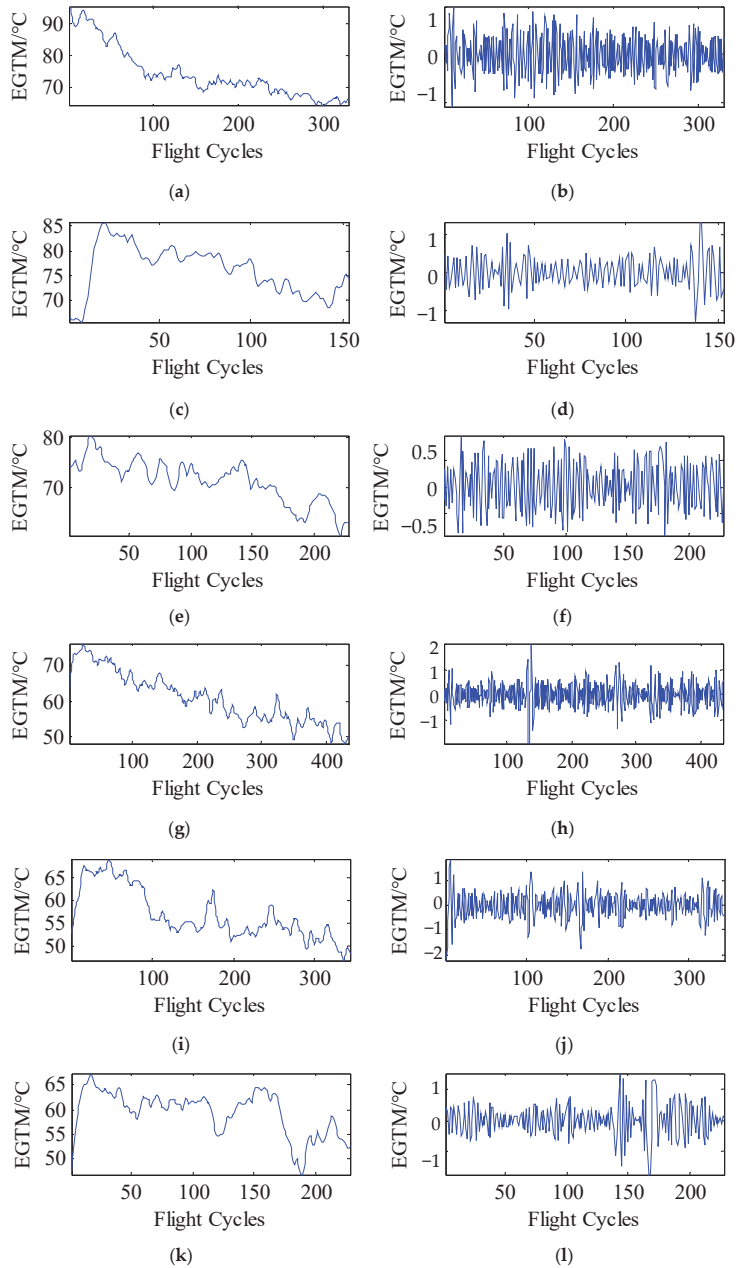 EGTM/°C
90
80
70
100
200
300
Flight Cycles
(a)
EGTM/°C
1
0
−1
100
200
300
Flight Cycles
(b)
EGTM/°C
85
80
75
70
50
100
150
Flight Cycles
(c)
EGTM/°C
1
0
−1
50
100
150
Flight Cycles
(d)
EGTM/°C
80
70
50
100
150
200
Flight Cycles
(e)
EGTM/°C
0.5
0
−0.5
50
100
150
200
Flight Cycles
(f)
EGTM/°C
70
60
50
100
200
300
400
Flight Cycles
(g)
EGTM/°C
2
1
0
−1
100
200
300
400
Flight Cycles
(h)
EGTM/°C
65
60
55
50
100
200
300
Flight Cycles
(i)
EGTM/°C
1
0
−1
−2
100
200
300
Flight Cycles
(j)
EGTM/°C
65
60
55
50
50
100
150
200
Flight Cycles
(k)
EGTM/°C
1
0
−1
50
100
150
200
Flight Cycles
(l)